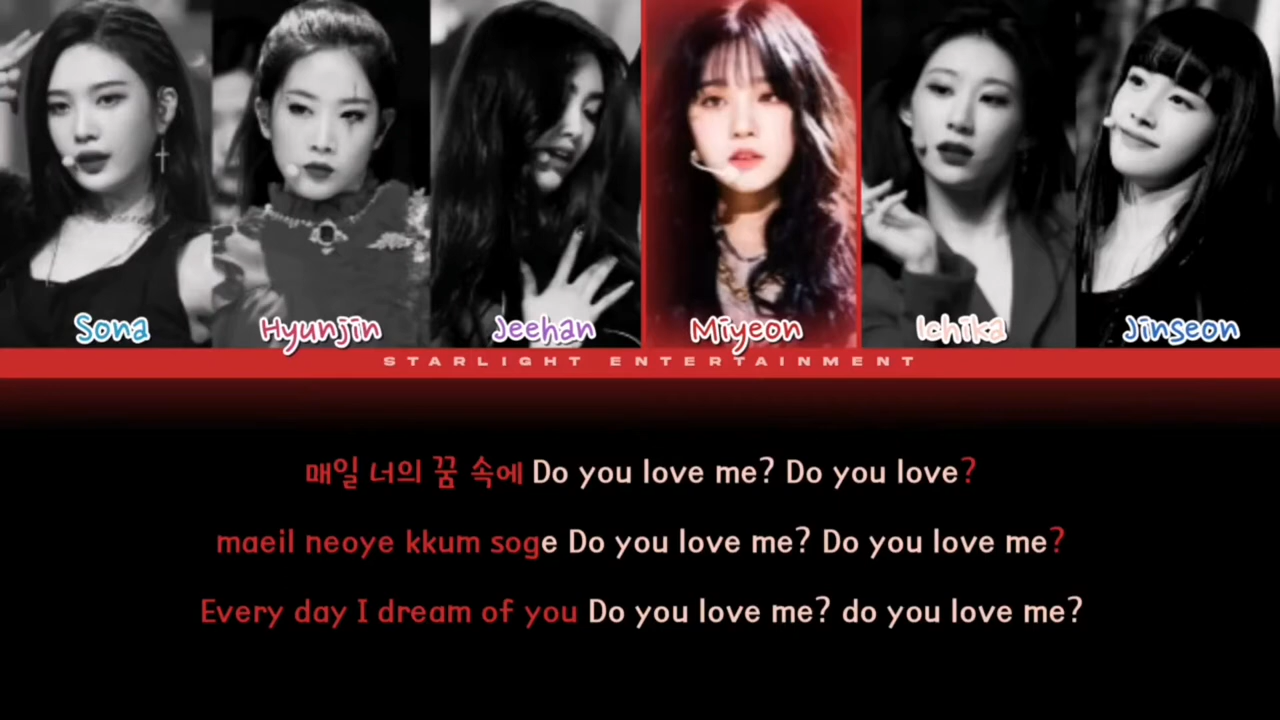 Sona Hyunjin Jeehan Miyeon Ichika Jinseon
STARLIGHT ENTERTAINMENT
매일 너의 꿈 속에 Do you love me? Do you love?
maeil neoye kkum soge Do you love me? Do you love me?
Every day I dream of you Do you love me? do you love me?